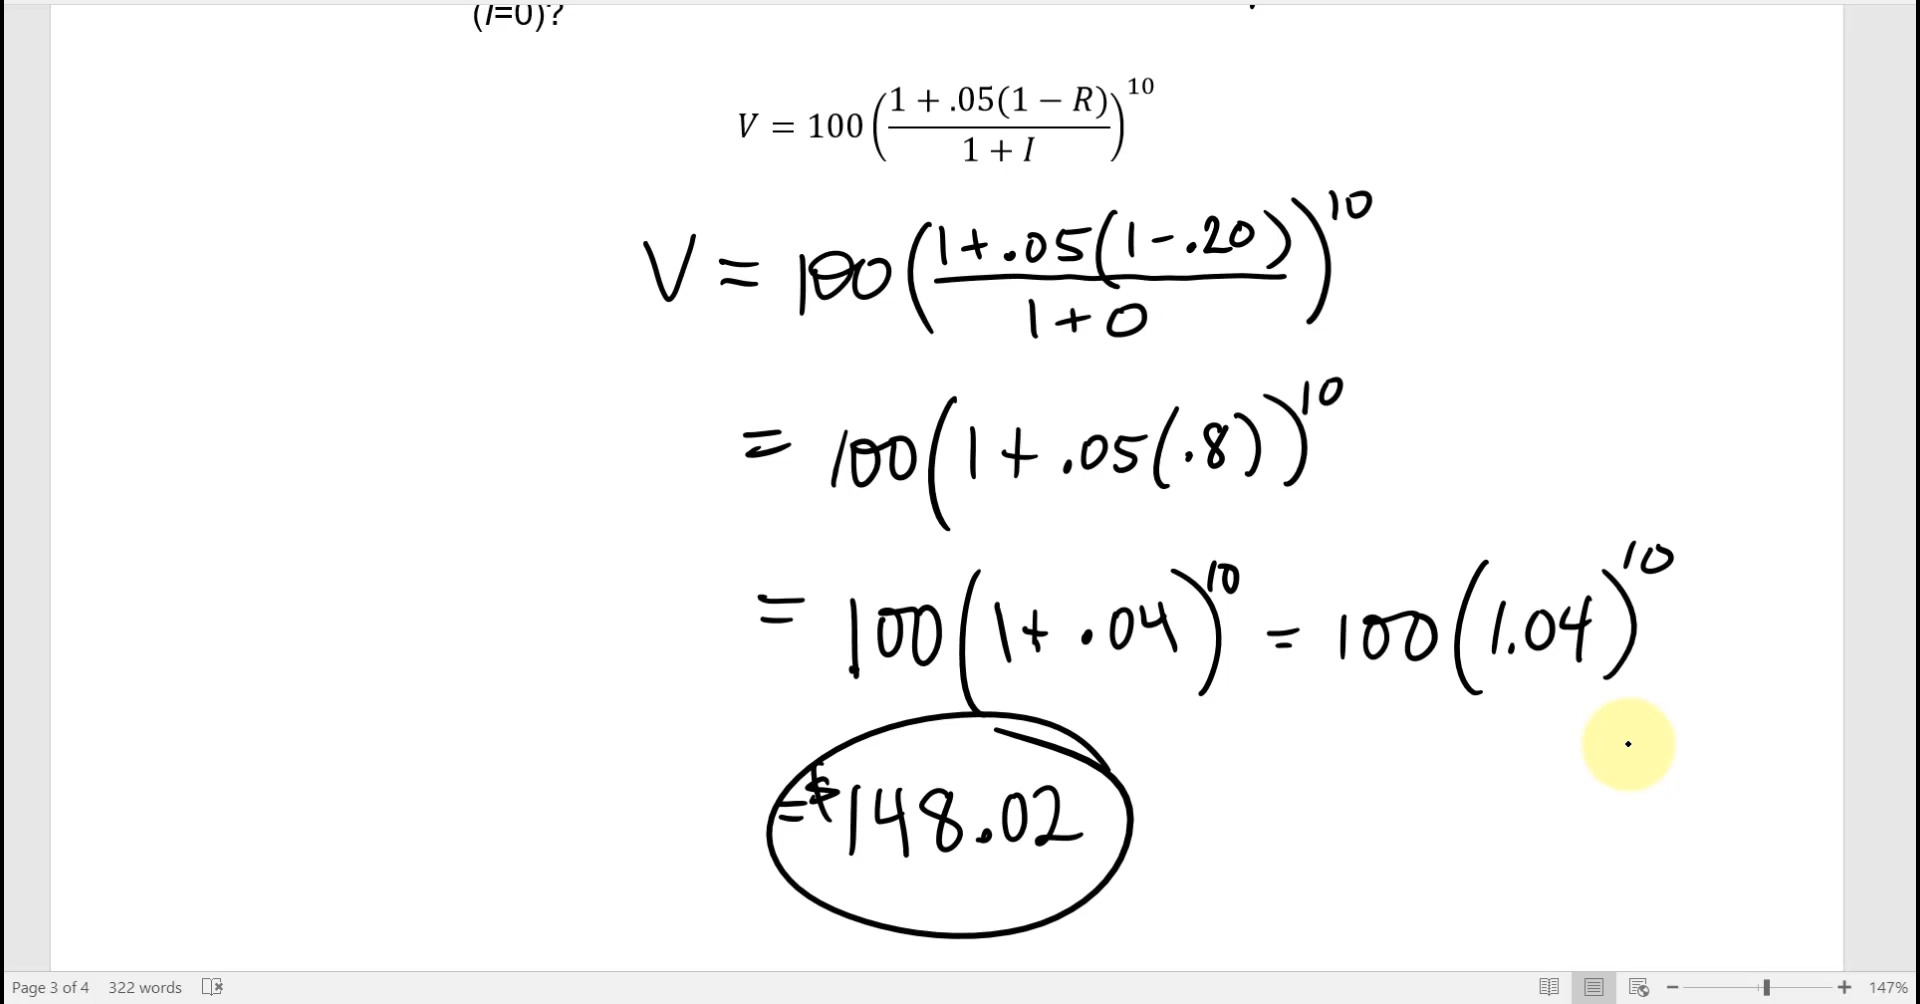 (I=0)?
V = 100 ((1 + .05(1 − R))/(1 + I))^10
V = 100 ((1+.05(1-.20))/(1+0))^10
= 100(1+.05(.8))^10
= 100(1+.04)^10 = 100(1.04)^10
=$148.02
Page 3 of 4 322 words 147%